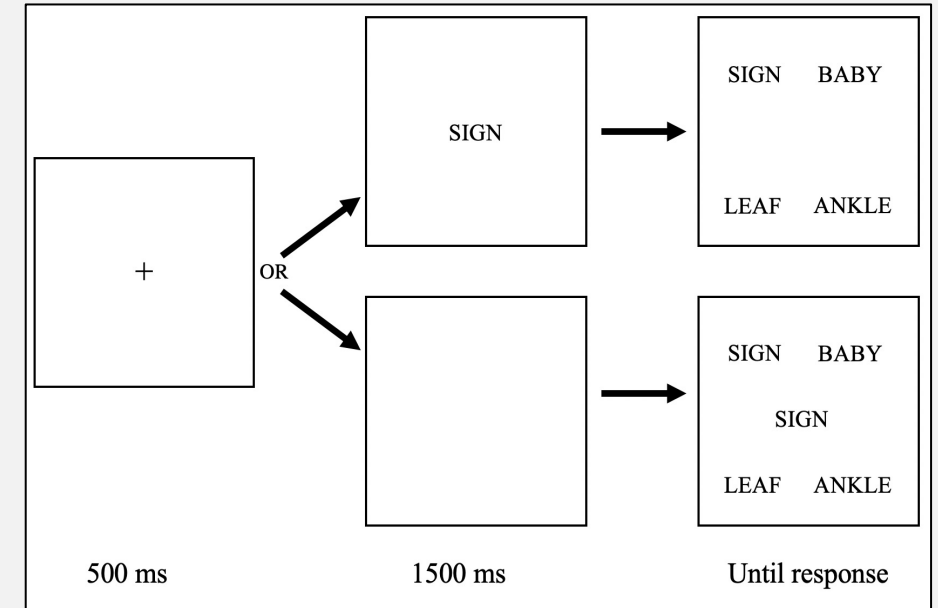 SIGN BABY
SIGN
LEAF ANKLE
+
OR
SIGN BABY
SIGN
LEAF ANKLE
500 ms 1500 ms Until response